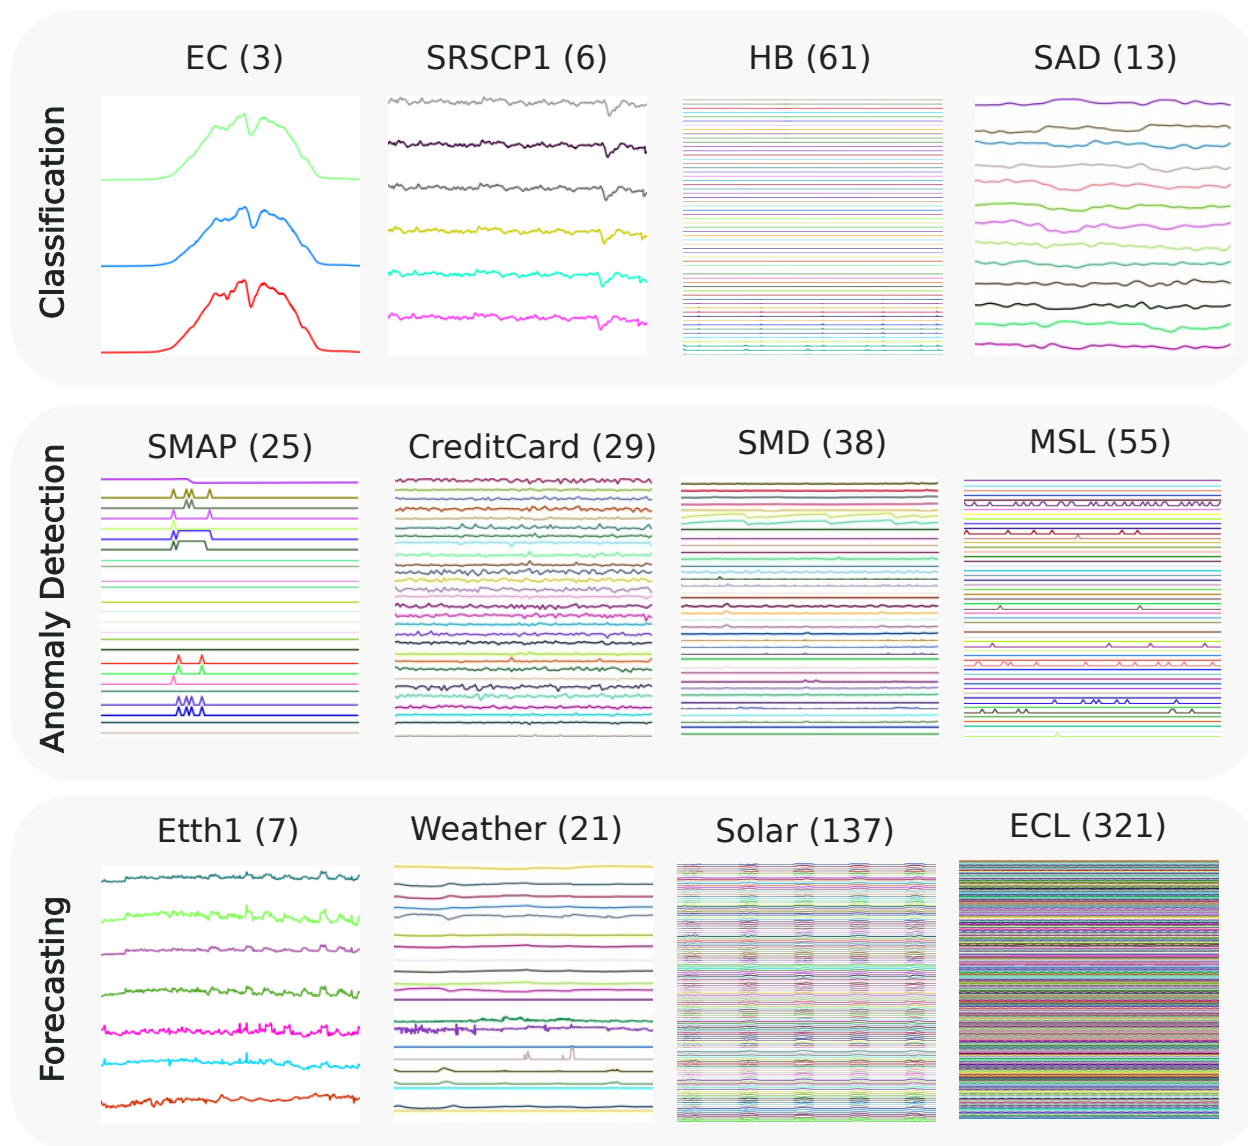 Classification
EC (3)
SRSCP1 (6)
HB (61)
SAD (13)
Anomaly Detection
SMAP (25)
CreditCard (29)
SMD (38)
MSL (55)
Forecasting
Etth1 (7)
Weather (21)
Solar (137)
ECL (321)